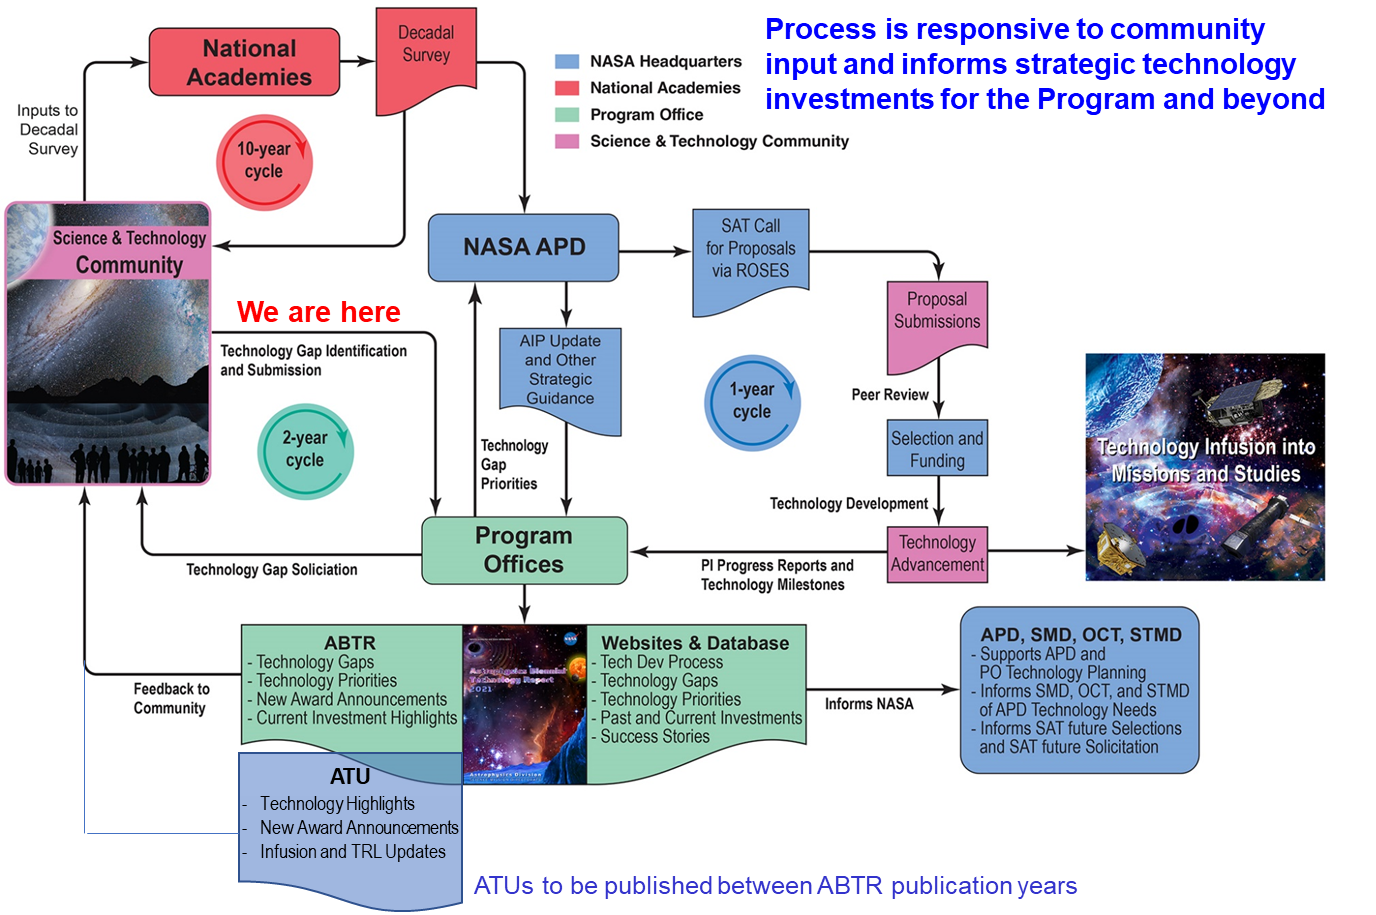 Process is responsive to community
input and informs strategic technology
investments for the Program and beyond
National
Academies
Decadal
Survey
NASA Headquarters
National Academies
Program Office
Science & Technology Community
Inputs to
Decadal
Survey
10-year
cycle
Science & Technology
Community
NASA APD
SAT Call
for Proposals
via ROSES
Proposal
Submissions
We are here
Technology Gap Identification
and Submission
AIP Update
and Other
Strategic
Guidance
1-year
cycle
Peer Review
2-year
cycle
Technology
Gap
Priorities
Selection and
Funding
Technology Infusion into
Missions and Studies
Technology Development
Program
Offices
Technology
Advancement
Technology Gap Soliciation
PI Progress Reports and
Technology Milestones
ABTR
- Technology Gaps
- Technology Priorities
- New Award Announcements
- Current Investment Highlights
NASA
Astrophysics Biennial
Technology Report
2021
Astrophysics Division
Websites & Database
- Tech Dev Process
- Technology Gaps
- Technology Priorities
- Past and Current Investments
- Success Stories
Feedback to
Community
Informs NASA
APD, SMD, OCT, STMD
- Supports APD and
PO Technology Planning
- Informs SMD, OCT, and STMD
of APD Technology Needs
- Informs SAT future Selections
and SAT future Solicitation
ATU
- Technology Highlights
- New Award Announcements
- Infusion and TRL Updates
ATUs to be published between ABTR publication years